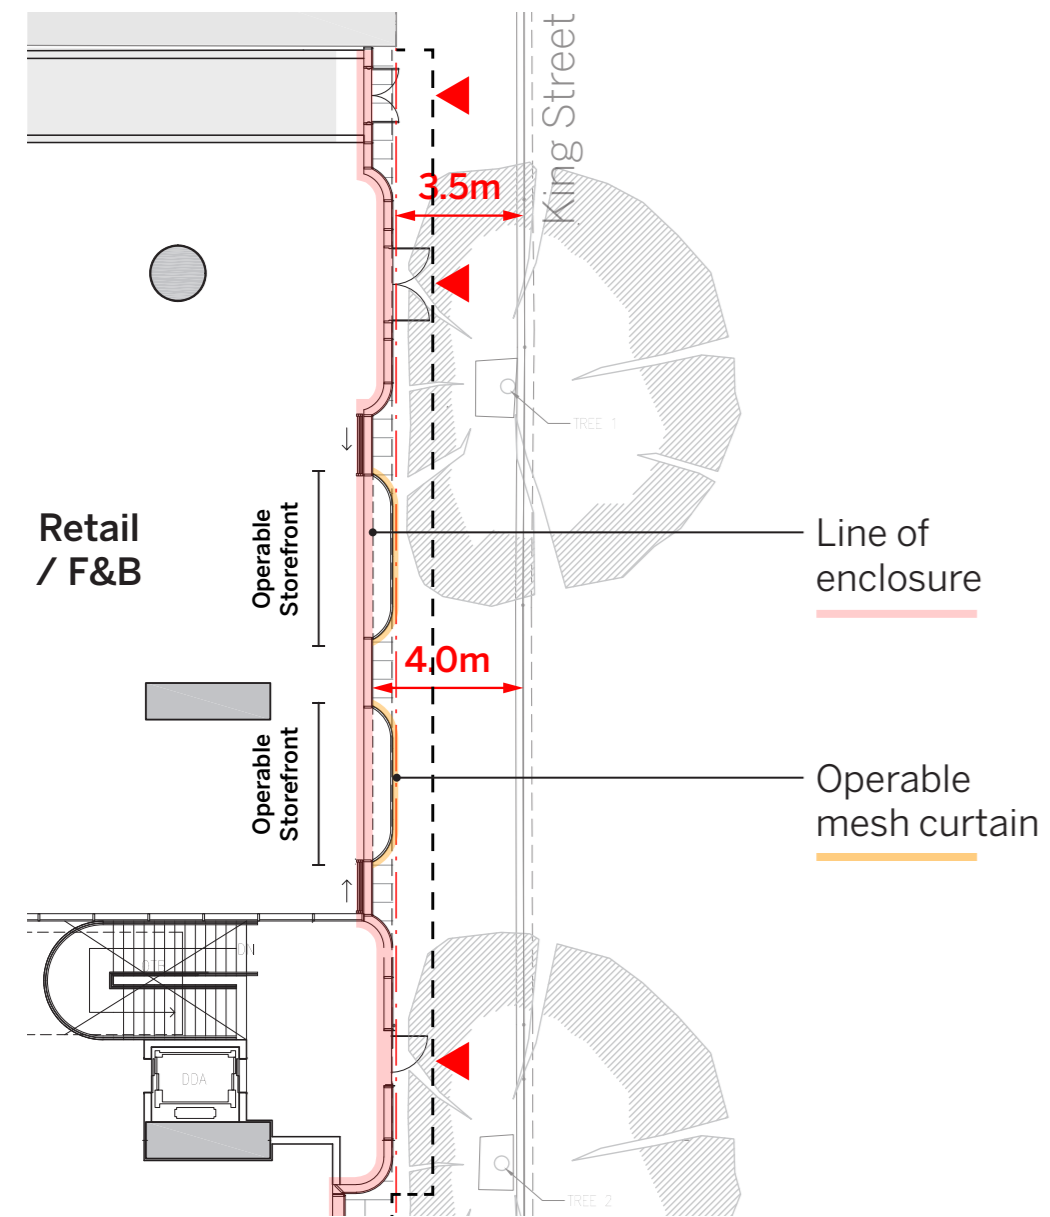 King Street
3.5m
TREE 1
Operable
Storefront
Retail
/ F&B
Line of
enclosure
4.0m
Operable
Storefront
Operable
mesh curtain
DN
DDA
TREE 2